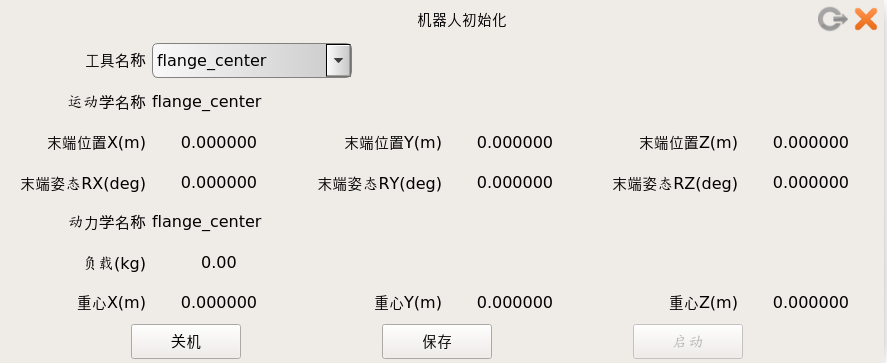 机器人初始化
工具名称 flange_center
运动学名称 flange_center
末端位置X(m) 0.000000 末端位置Y(m) 0.000000 末端位置Z(m) 0.000000
末端姿态RX(deg) 0.000000 末端姿态RY(deg) 0.000000 末端姿态RZ(deg) 0.000000
动力学名称 flange_center
负载(kg) 0.00
重心X(m) 0.000000 重心Y(m) 0.000000 重心Z(m) 0.000000
关机 保存 启动